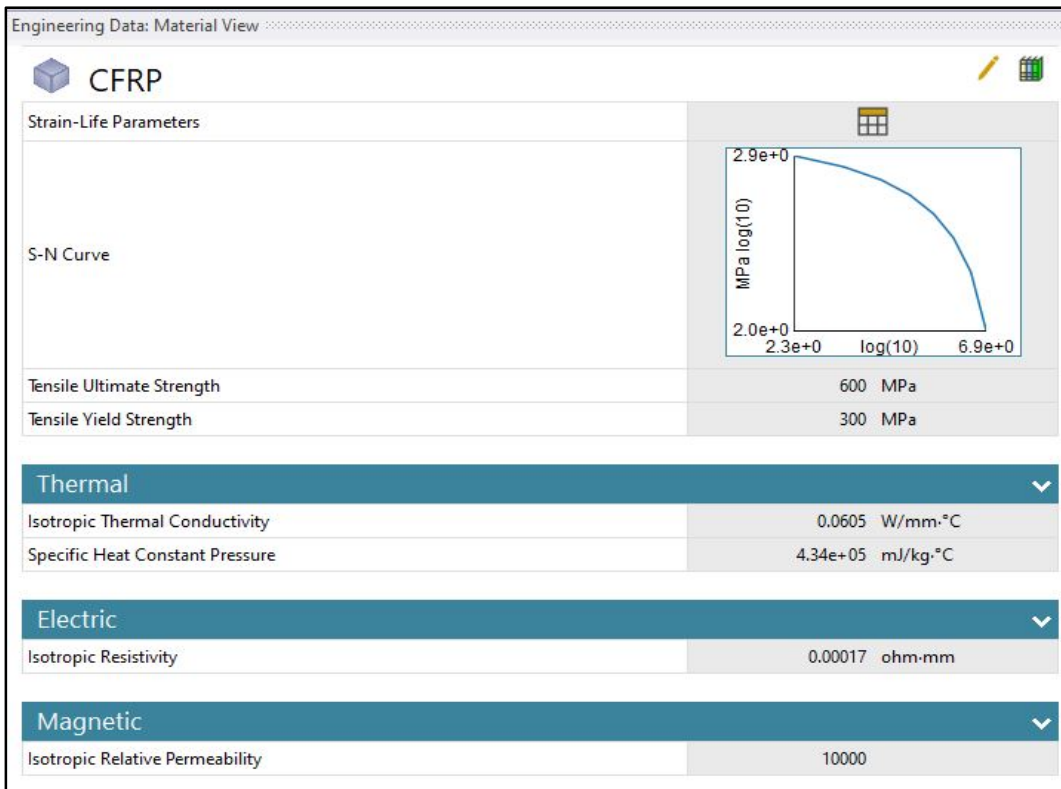 Engineering Data: Material View
CFRP
Strain-Life Parameters
S-N Curve
2.9e+0
MPa log(10)
2.0e+0
2.3e+0 log(10) 6.9e+0
Tensile Ultimate Strength 600 MPa
Tensile Yield Strength 300 MPa
Thermal
Isotropic Thermal Conductivity 0.0605 W/mm·°C
Specific Heat Constant Pressure 4.34e+05 mJ/kg·°C
Electric
Isotropic Resistivity 0.00017 ohm·mm
Magnetic
Isotropic Relative Permeability 10000